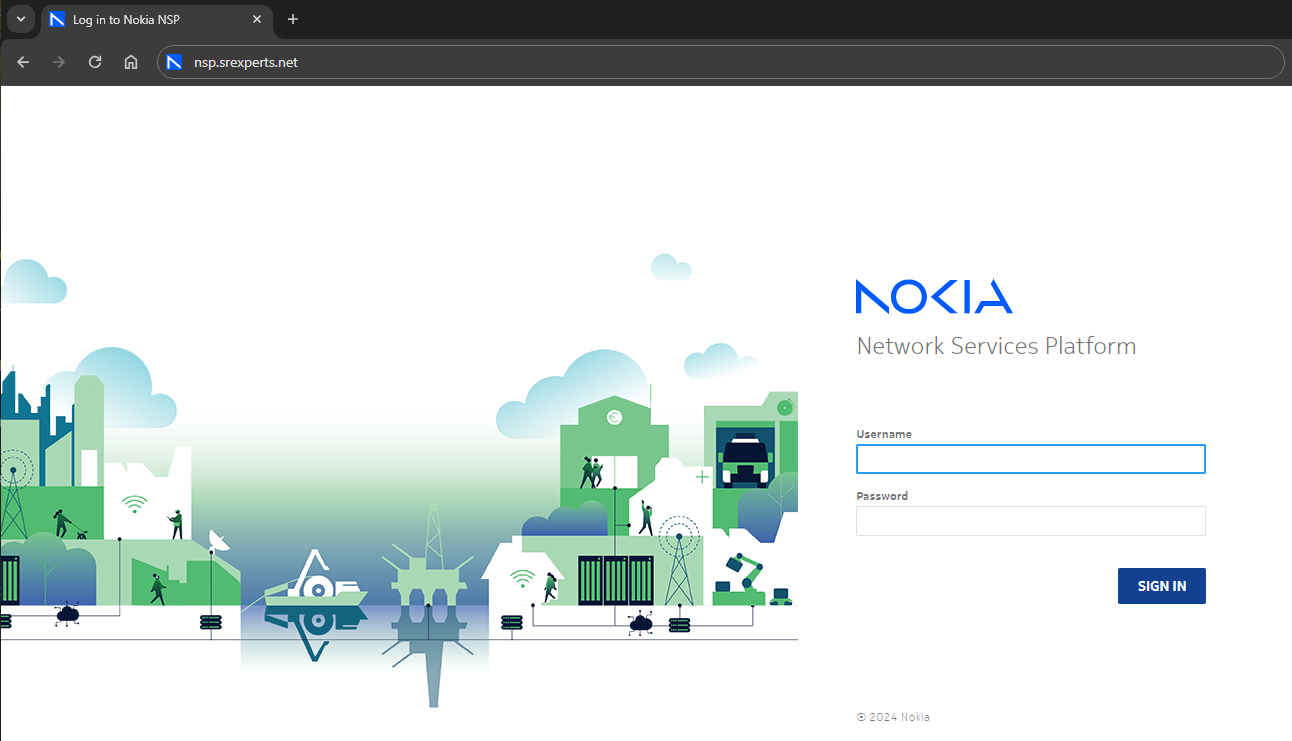 Log in to Nokia NSP
nsp.srexperts.net
NOKIA
Network Services Platform
Username
Password
SIGN IN
© 2024 Nokia